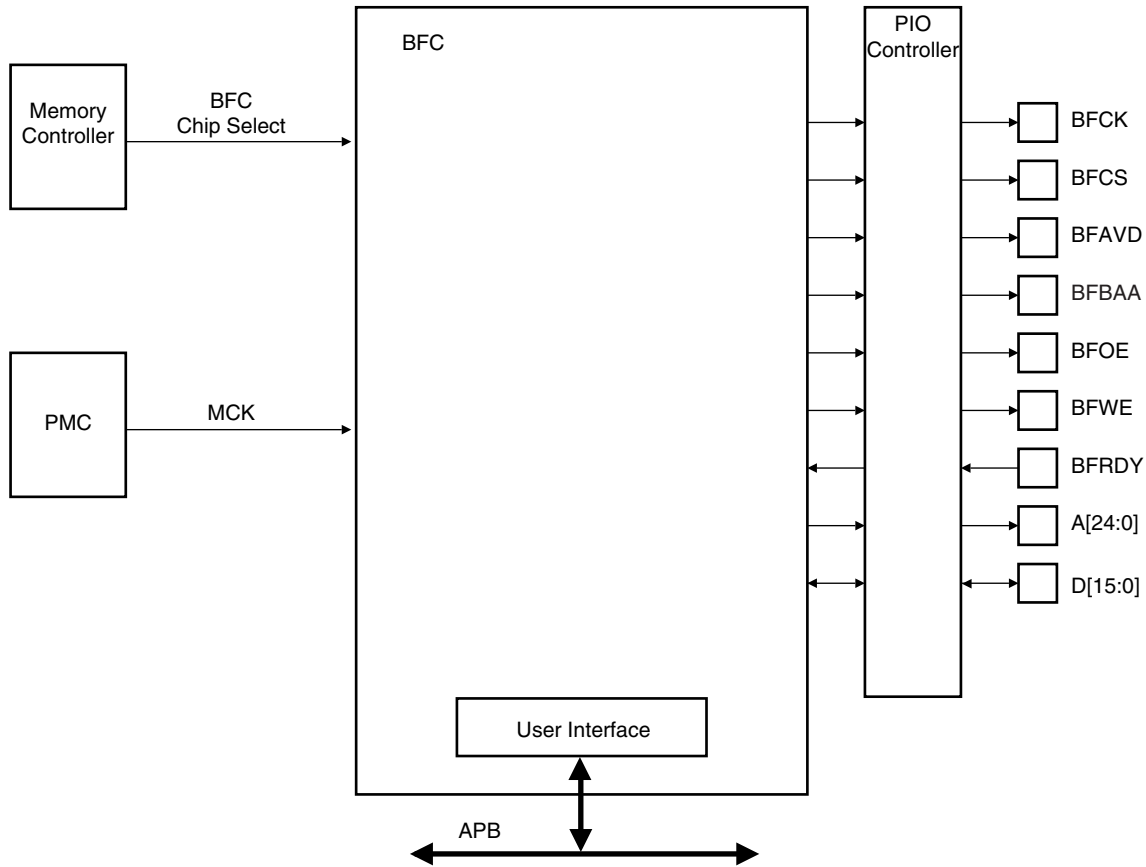 BFC
PIO
Controller
Memory
Controller
BFC
Chip Select
BFCK
BFCS
BFAVD
BFBAA
BFOE
PMC
MCK
BFWE
BFRDY
A[24:0]
D[15:0]
User Interface
APB